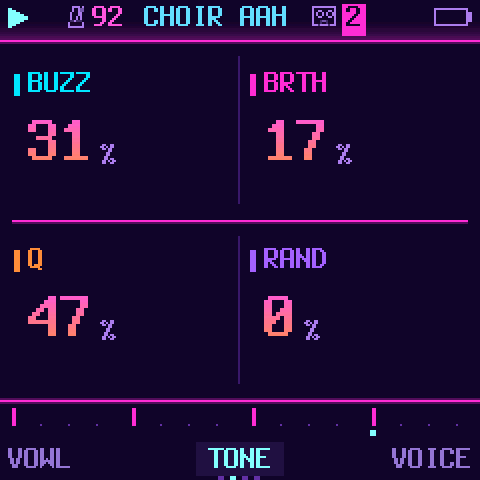 92 CHOIR AAH 2
BUZZ BRTH
31% 17%
Q RAND
47% 0%
VOWL TONE VOICE